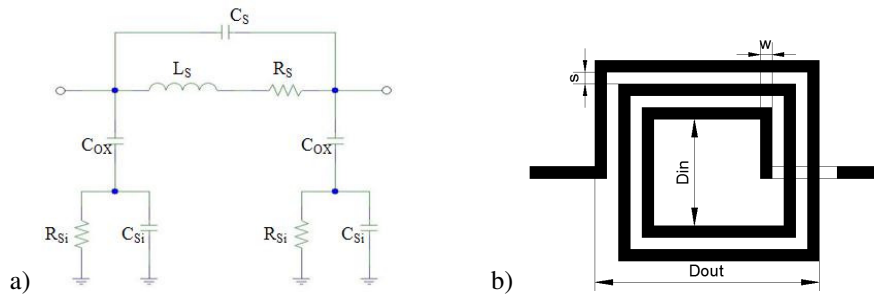 C_S
L_S
R_S
C_OX
C_OX
R_Si
C_Si
R_Si
C_Si
a)
w
s
Din
Dout
b)